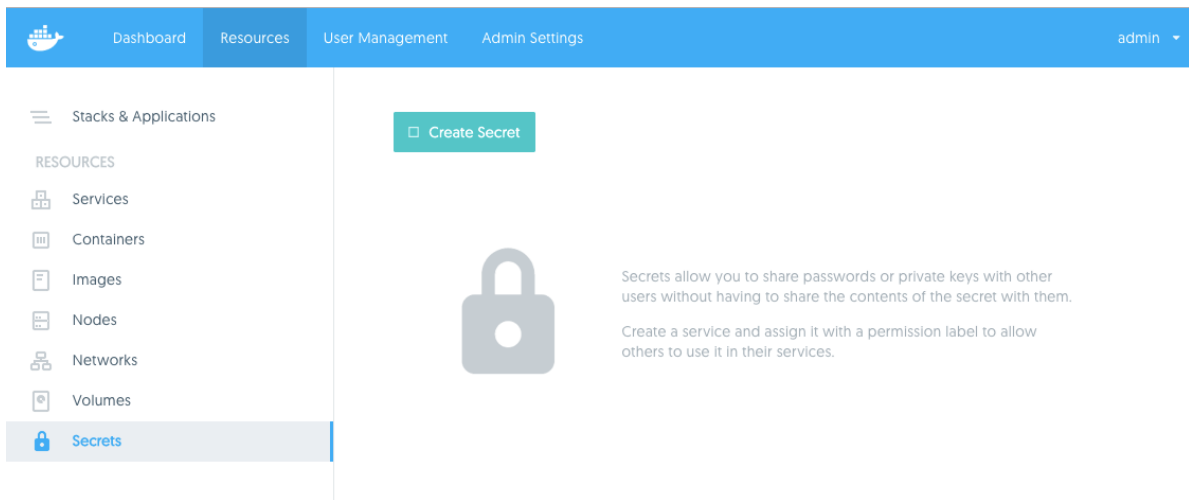 Dashboard Resources User Management Admin Settings admin
Stacks & Applications
Create Secret
RESOURCES
Services
Containers
Images
Nodes
Networks
Volumes
Secrets
Secrets allow you to share passwords or private keys with other
users without having to share the contents of the secret with them.
Create a service and assign it with a permission label to allow
others to use it in their services.